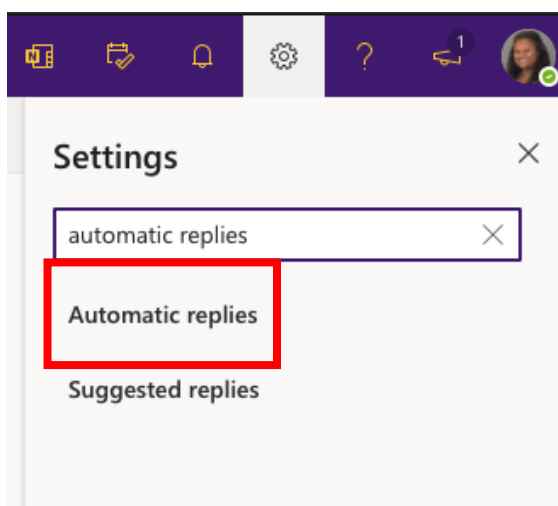 1
Settings
automatic replies
Automatic replies
Suggested replies